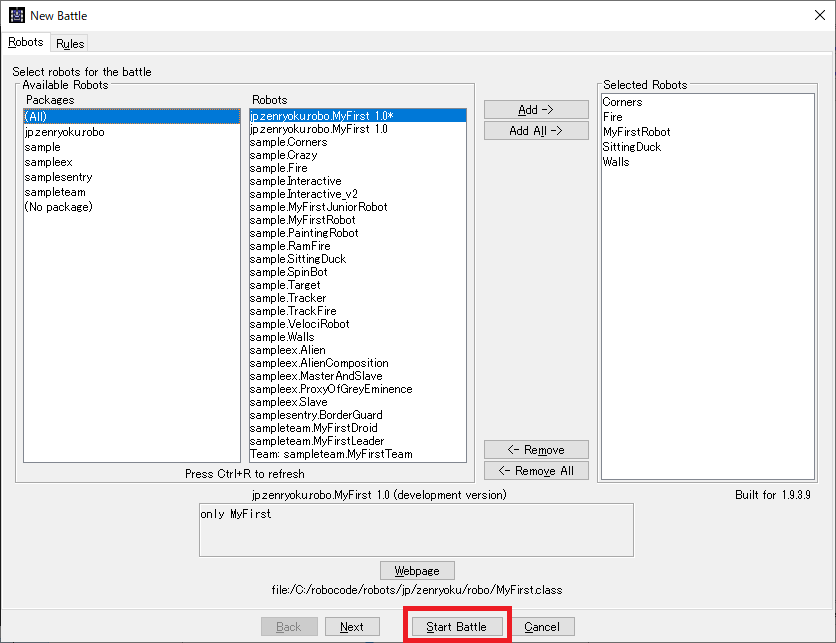 New Battle
Robots
Rules
Select robots for the battle
Available Robots
Packages
(All)
jp.zenryoku.robo
sample
sampleex
samplesentry
sampleteam
(No package)
Robots
jp.zenryoku.robo.MyFirst 1.0*
jp.zenryoku.robo.MyFirst 1.0
sample.Corners
sample.Crazy
sample.Fire
sample.Interactive
sample.Interactive_v2
sample.MyFirstJuniorRobot
sample.MyFirstRobot
sample.PaintingRobot
sample.RamFire
sample.SittingDuck
sample.SpinBot
sample.Target
sample.Tracker
sample.TrackFire
sample.VelociRobot
sample.Walls
sampleex.Alien
sampleex.AlienComposition
sampleex.MasterAndSlave
sampleex.ProxyOfGreyEminence
sampleex.Slave
samplesentry.BorderGuard
sampleteam.MyFirstDroid
sampleteam.MyFirstLeader
Team: sampleteam.MyFirstTeam
Press Ctrl+R to refresh
Add ->
Add All ->
<- Remove
<- Remove All
Selected Robots
Corners
Fire
MyFirstRobot
SittingDuck
Walls
jp.zenryoku.robo.MyFirst 1.0 (development version)
Built for 1.9.3.9
only MyFirst
Webpage
file:/C:/robocode/robots/jp/zenryoku/robo/MyFirst.class
Back
Next
Start Battle
Cancel